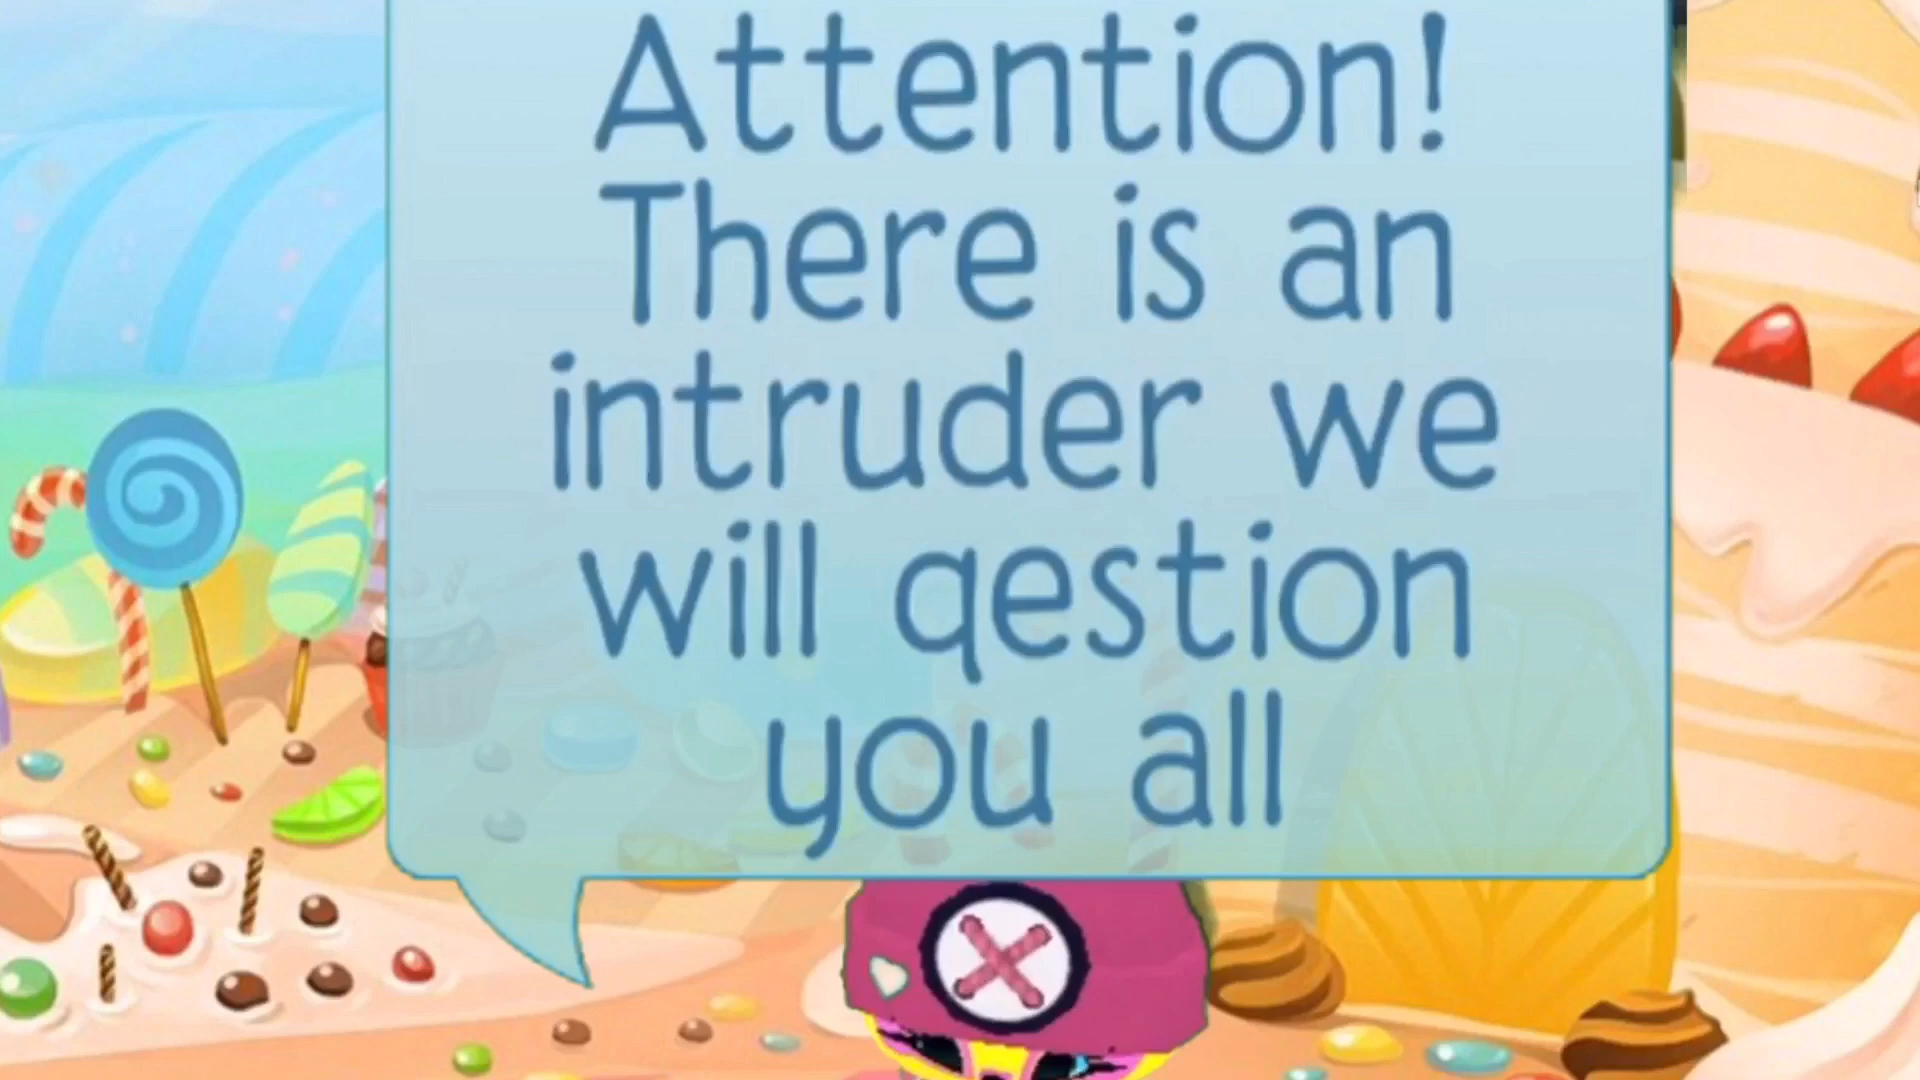 Attention!
There is an
intruder we
will qestion
you all